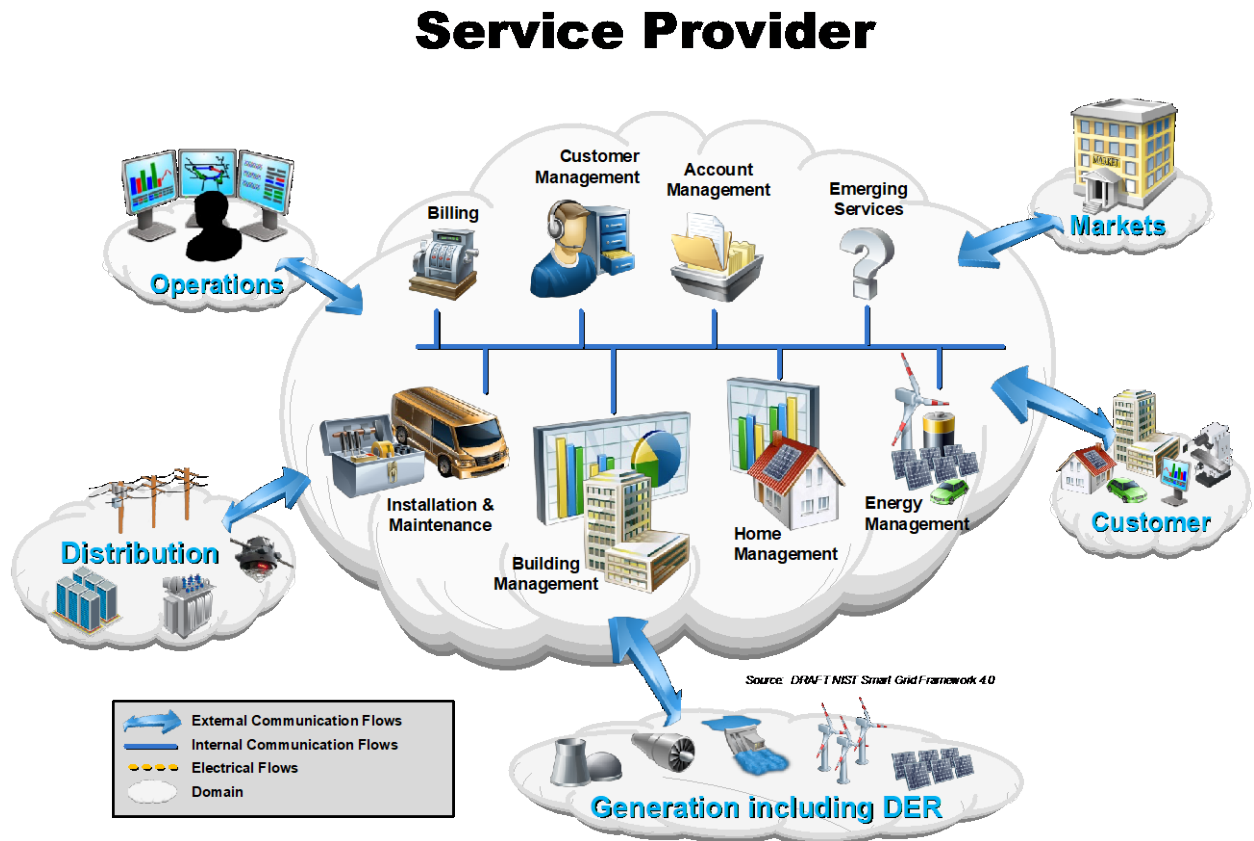 Service Provider
Customer
Management
Account
Management
Emerging
Services
Billing
MARKET
Markets
Operations
Installation &
Maintenance
Building
Management
Home
Management
Energy
Management
Customer
Distribution
Source: DRAFT NIST Smart Grid Framework 4.0
External Communication Flows
Internal Communication Flows
Electrical Flows
Domain
Generation including DER